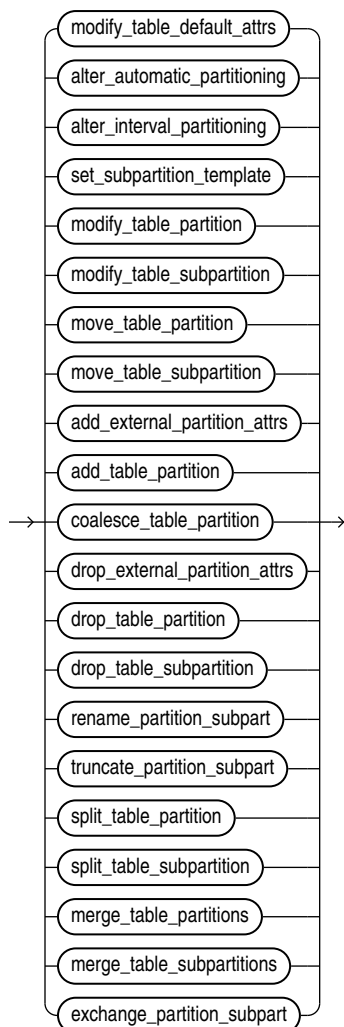 modify_table_default_attrs
alter_automatic_partitioning
alter_interval_partitioning
set_subpartition_template
modify_table_partition
modify_table_subpartition
move_table_partition
move_table_subpartition
add_external_partition_attrs
add_table_partition
coalesce_table_partition
drop_external_partition_attrs
drop_table_partition
drop_table_subpartition
rename_partition_subpart
truncate_partition_subpart
split_table_partition
split_table_subpartition
merge_table_partitions
merge_table_subpartitions
exchange_partition_subpart